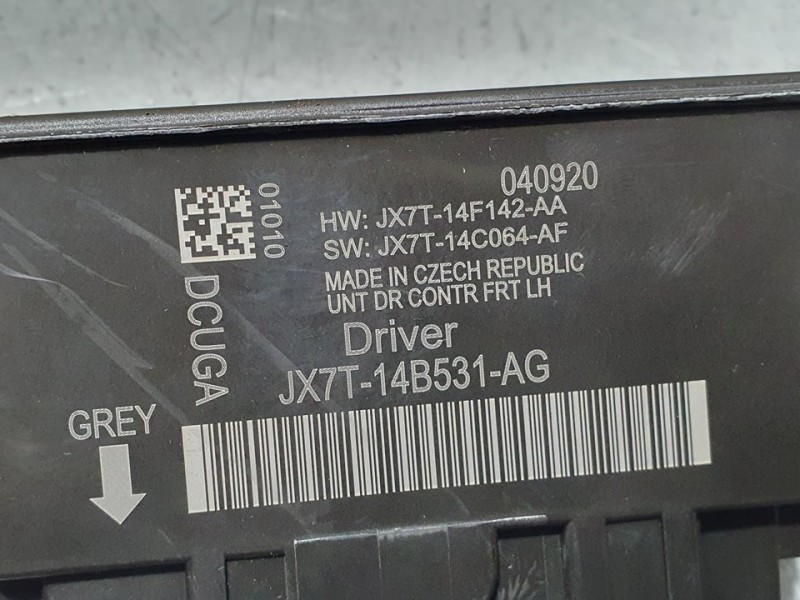 040920
01010
HW: JX7T-14F142-AA
SW: JX7T-14C064-AF
MADE IN CZECH REPUBLIC
UNT DR CONTR FRT LH
DCUGA
Driver
JX7T-14B531-AG
GREY